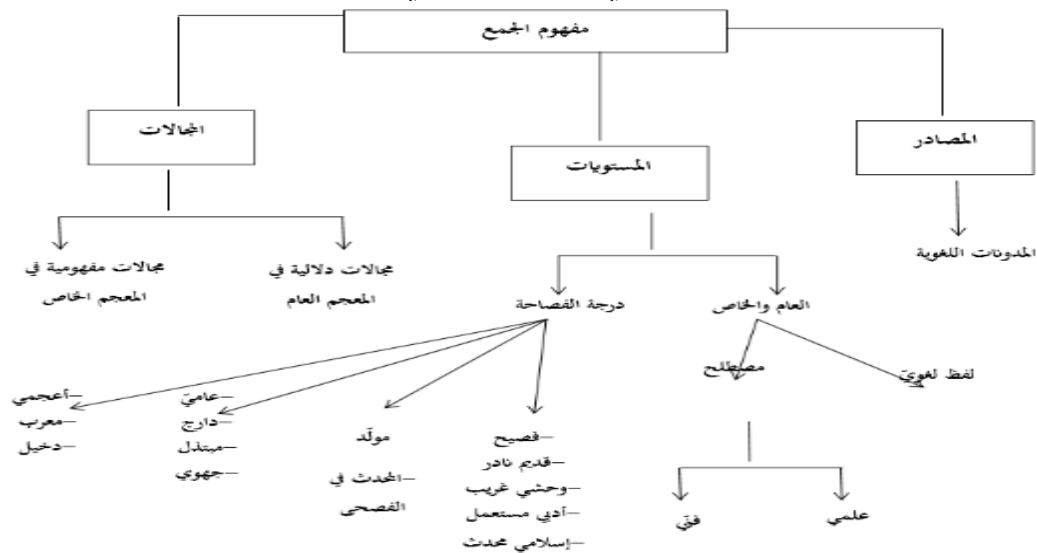 مفهوم الجمع
المصادر
المستويات
المجالات
المدونات اللغوية
العام والخاص
درجة الفصاحة
مجالات دلالية في
المعجم العام
مجالات مفهومية في
المعجم الخاص
لفظ لغويّ
مصطلح
علمي
فنّي
–فصيح
–قديم نادر
–وحشي غريب
–أدبي مستعمل
–إسلامي محدث
مولّد
–المحدث في
الفصحى
–عاميّ
–دارج
–مبتذل
–جهوي
–أعجمي
–معرب
–دخيل